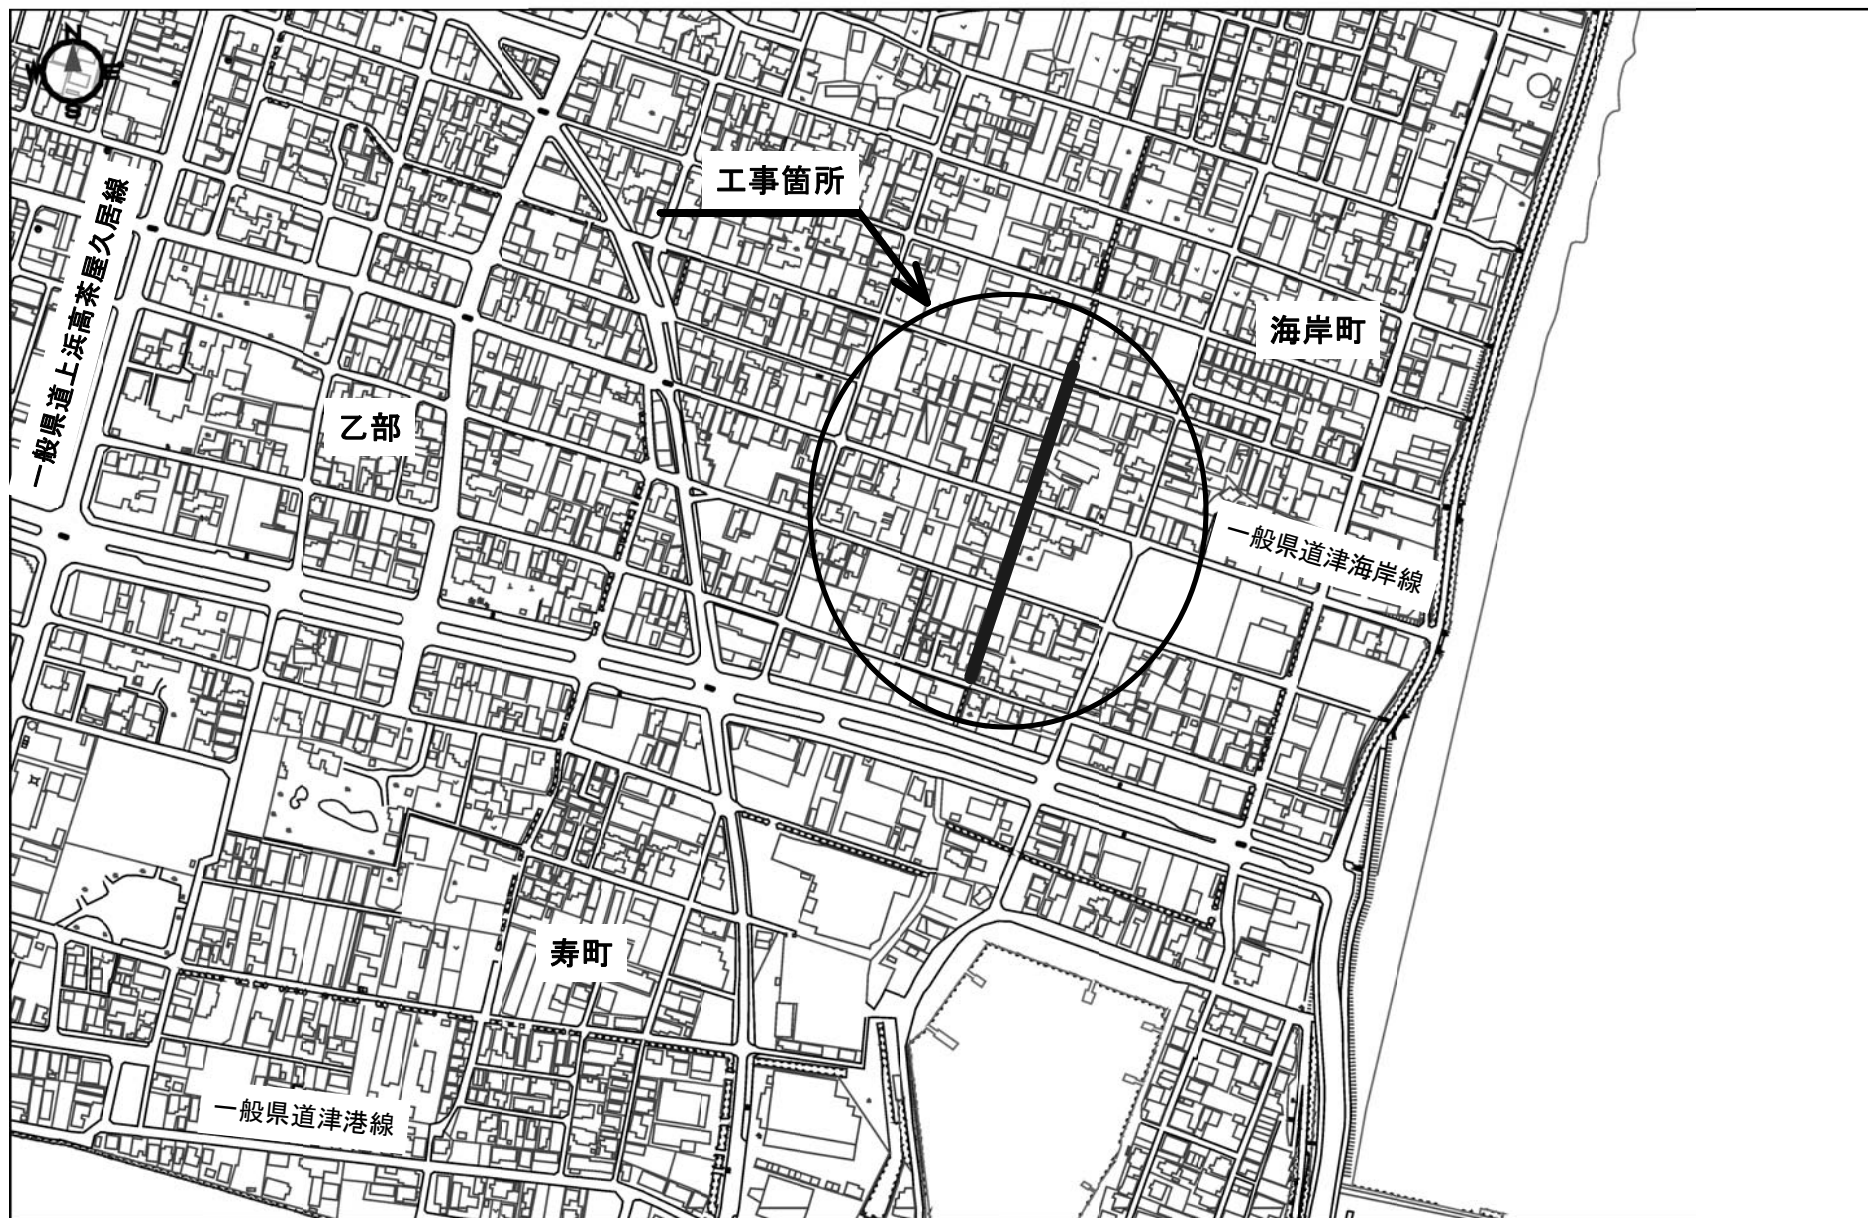 N
W
E
S
工事箇所
一般県道上浜高茶屋久居線
海岸町
乙部
一般県道津海岸線
寿町
一般県道津港線